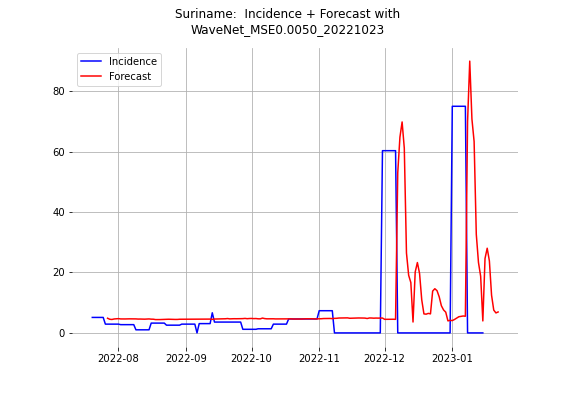 Suriname:  Incidence + Forecast with
WaveNet_MSE0.0050_20221023
Incidence
Forecast
80
60
40
20
0
2022-08
2022-09
2022-10
2022-11
2022-12
2023-01